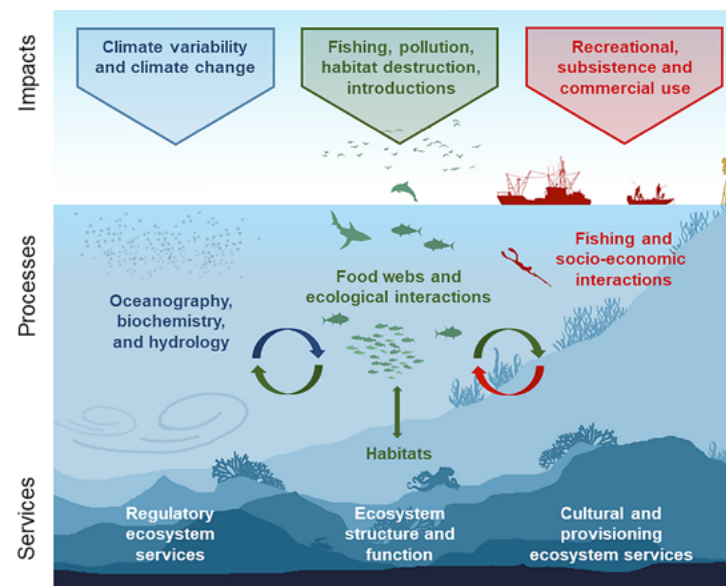 Impacts
Climate variability
and climate change
Fishing, pollution,
habitat destruction,
introductions
Recreational,
subsistence and
commercial use
Processes
Oceanography,
biochemistry,
and hydrology
Food webs and
ecological interactions
Fishing and
socio-economic
interactions
Habitats
Services
Regulatory
ecosystem
services
Ecosystem
structure and
function
Cultural and
provisioning
ecosystem services